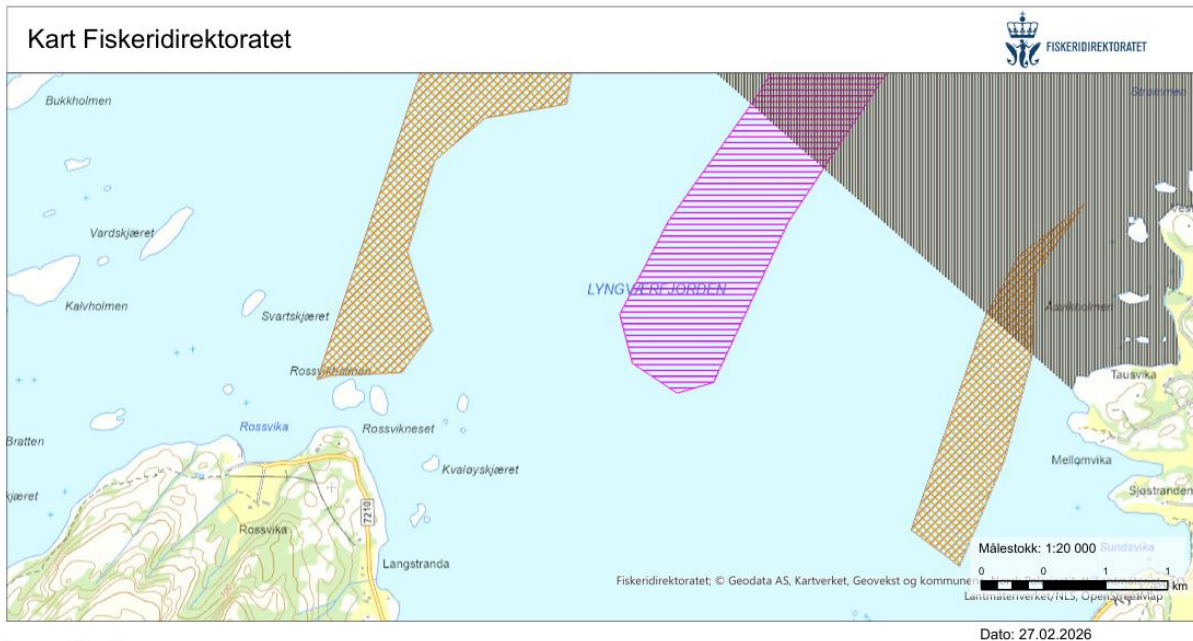 Kart Fiskeridirektoratet
FISKERIDIREKTORATET
Bukkholmen
Strømmen
Vardskjæret
LYNGVÆRFJORDEN
Kalvholmen
Åsvikholmen
Svartskjæret
Rossvikholmen
Tausvika
Rossvika
Rossvikneset
Bratten
Mellomvika
Kvaløyskjæret
kjæret
Sjøstranden
7210
Rossvika
Målestokk: 1:20 000
Sundsvika
Langstranda
0 0 1 1
km
Fiskeridirektoratet; © Geodata AS, Kartverket, Geovekst og kommunene
Lantmäteriverket/NLS, OpenStreetMap
Dato: 27.02.2026